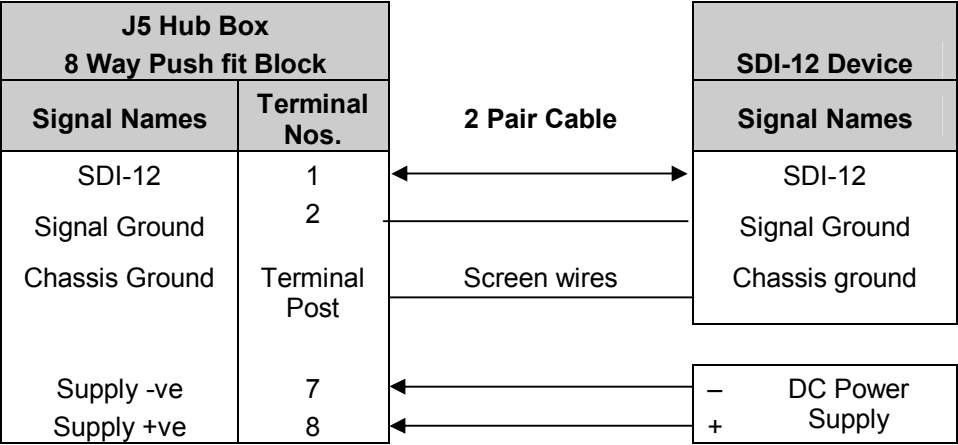 J5 Hub Box
8 Way Push fit Block
SDI-12 Device
Signal Names
Terminal
Nos.
2 Pair Cable
Signal Names
SDI-12 1 SDI-12
Signal Ground 2 Signal Ground
Chassis Ground Terminal Screen wires Chassis ground
Post
Supply -ve 7 – DC Power
Supply +ve 8 + Supply